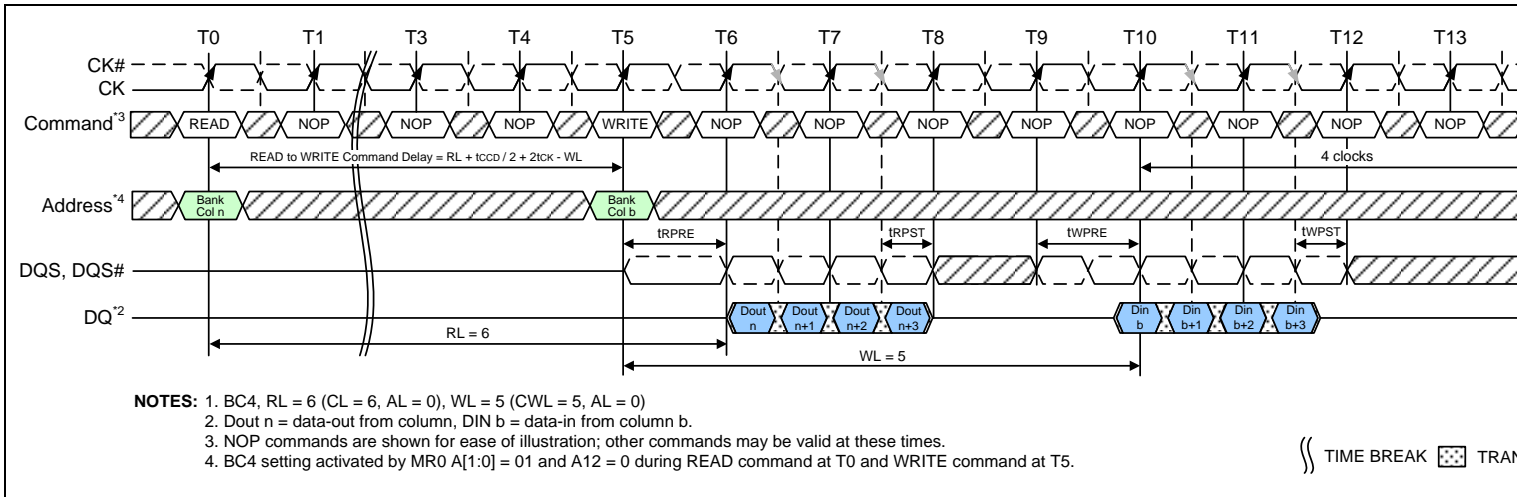 T0 T1 T3 T4 T5 T6 T7 T8 T9 T10 T11 T12 T13
CK#
CK
Command*3 READ NOP NOP NOP WRITE NOP NOP NOP NOP NOP NOP NOP NOP
READ to WRITE Command Delay = RL + tCCD / 2 + 2tCK - WL 4 clocks
Address*4 Bank Col n Bank Col b
tRPRE tRPST tWPRE tWPST
DQS, DQS#
DQ*2 Dout n Dout n+1 Dout n+2 Dout n+3 Din b Din b+1 Din b+2 Din b+3
RL = 6
WL = 5
NOTES: 1. BC4, RL = 6 (CL = 6, AL = 0), WL = 5 (CWL = 5, AL = 0)
2. Dout n = data-out from column, DIN b = data-in from column b.
3. NOP commands are shown for ease of illustration; other commands may be valid at these times.
4. BC4 setting activated by MR0 A[1:0] = 01 and A12 = 0 during READ command at T0 and WRITE command at T5.
TIME BREAK TRAN